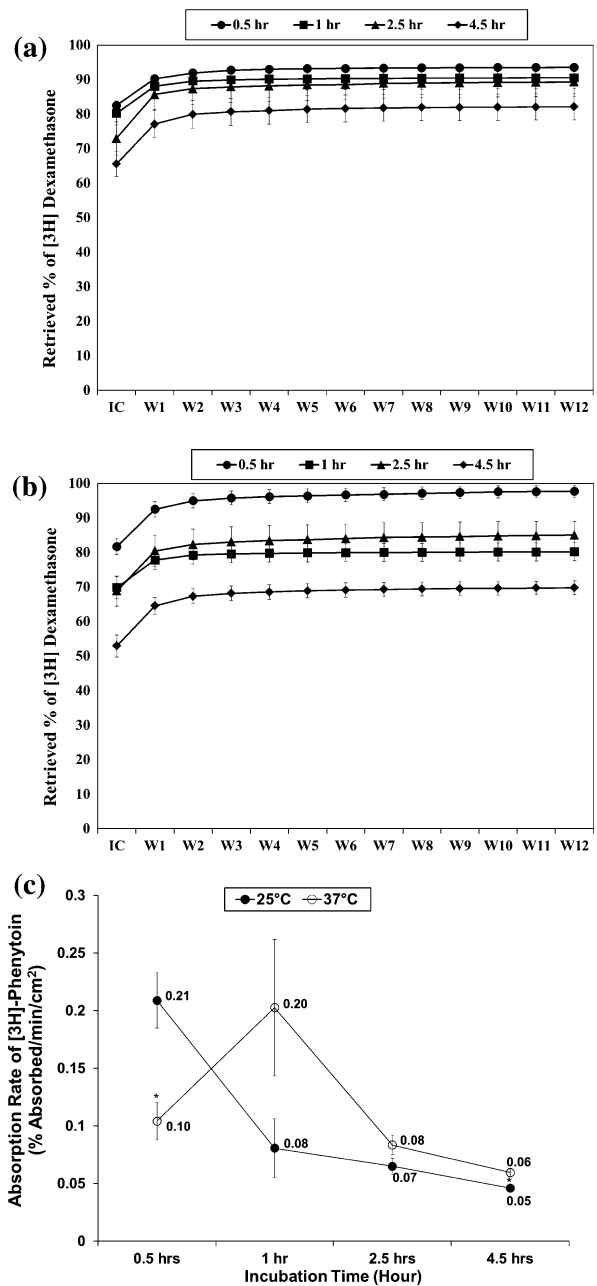 (a)
0.5 hr 1 hr 2.5 hr 4.5 hr
Retrieved % of [3H] Dexamethasone
100
90
80
70
60
50
40
30
20
10
0
IC W1 W2 W3 W4 W5 W6 W7 W8 W9 W10 W11 W12
(b)
0.5 hr 1 hr 2.5 hr 4.5 hr
Retrieved % of [3H] Dexamethasone
100
90
80
70
60
50
40
30
20
10
0
IC W1 W2 W3 W4 W5 W6 W7 W8 W9 W10 W11 W12
(c)
25°C 37°C
Absorption Rate of [3H]-Phenytoin
(% Absorbed/min/cm²)
0.3
0.25
0.2
0.15
0.1
0.05
0
0.21
0.20
*
0.10
0.08
0.08
0.07
0.06
*
0.05
0.5 hrs 1 hr 2.5 hrs 4.5 hrs
Incubation Time (Hour)